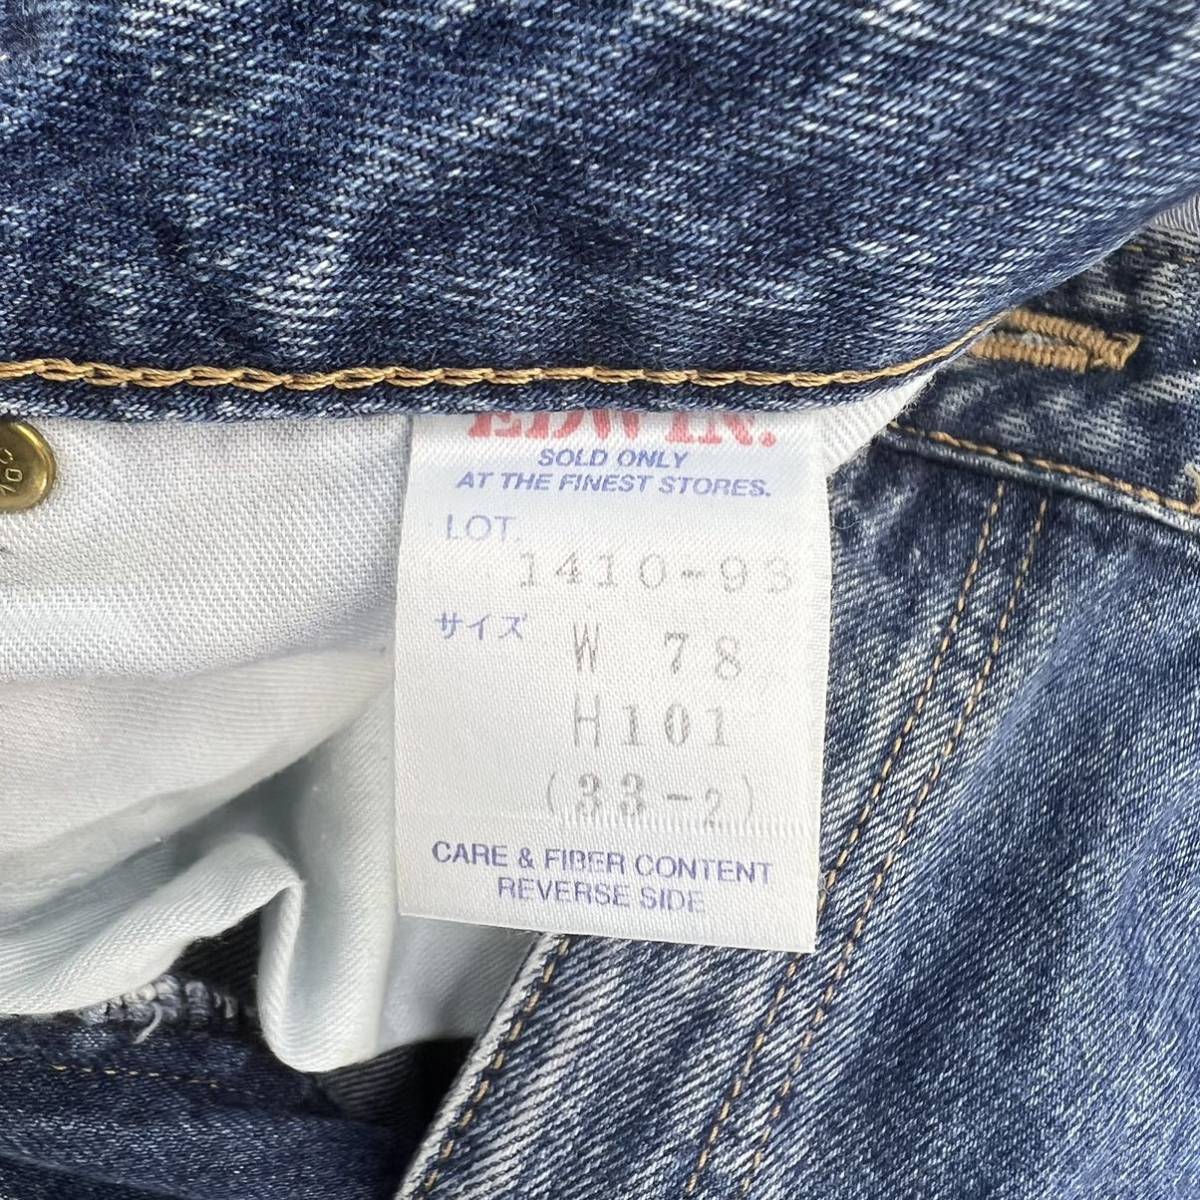 EDWIN.
SOLD ONLY
AT THE FINEST STORES.
LOT.
1410-93
サイズ
W 78
H101
(33-2)
CARE & FIBER CONTENT
REVERSE SIDE